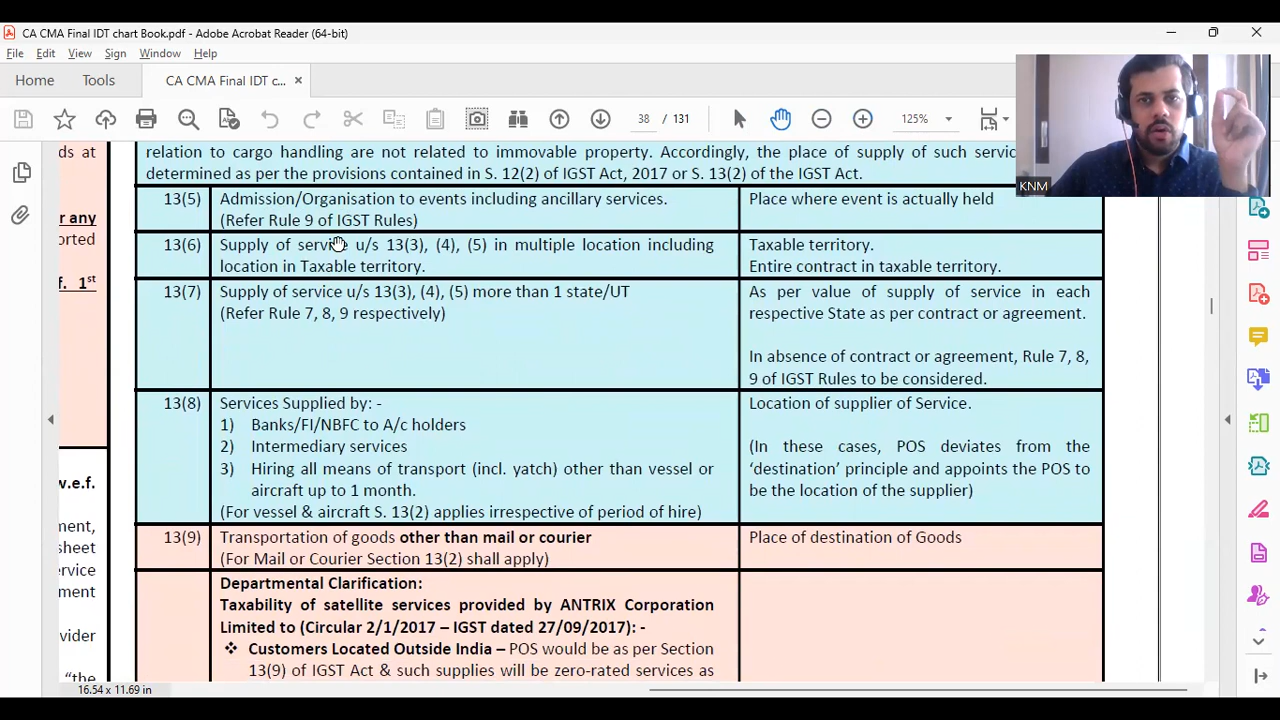 CA CMA Final IDT chart Book.pdf - Adobe Acrobat Reader (64-bit)
File Edit View Sign Window Help
Home Tools CA CMA Final IDT c... ×
38 / 131 125%
KNM
ds at
r any
orted
f. 1st
w.e.f.
ment,
sheet
ervice
ment
vider
"the
relation to cargo handling are not related to immovable property. Accordingly, the place of supply of such servic
determined as per the provisions contained in S. 12(2) of IGST Act, 2017 or S. 13(2) of the IGST Act.
13(5) Admission/Organisation to events including ancillary services. Place where event is actually held
(Refer Rule 9 of IGST Rules)
13(6) Supply of service u/s 13(3), (4), (5) in multiple location including Taxable territory.
location in Taxable territory. Entire contract in taxable territory.
13(7) Supply of service u/s 13(3), (4), (5) more than 1 state/UT As per value of supply of service in each
(Refer Rule 7, 8, 9 respectively) respective State as per contract or agreement.
In absence of contract or agreement, Rule 7, 8,
9 of IGST Rules to be considered.
13(8) Services Supplied by: - Location of supplier of Service.
1) Banks/FI/NBFC to A/c holders
2) Intermediary services (In these cases, POS deviates from the
3) Hiring all means of transport (incl. yatch) other than vessel or 'destination' principle and appoints the POS to
aircraft up to 1 month. be the location of the supplier)
(For vessel & aircraft S. 13(2) applies irrespective of period of hire)
13(9) Transportation of goods other than mail or courier Place of destination of Goods
(For Mail or Courier Section 13(2) shall apply)
Departmental Clarification:
Taxability of satellite services provided by ANTRIX Corporation
Limited to (Circular 2/1/2017 – IGST dated 27/09/2017): -
❖ Customers Located Outside India – POS would be as per Section
13(9) of IGST Act & such supplies will be zero-rated services as
16.54 x 11.69 in